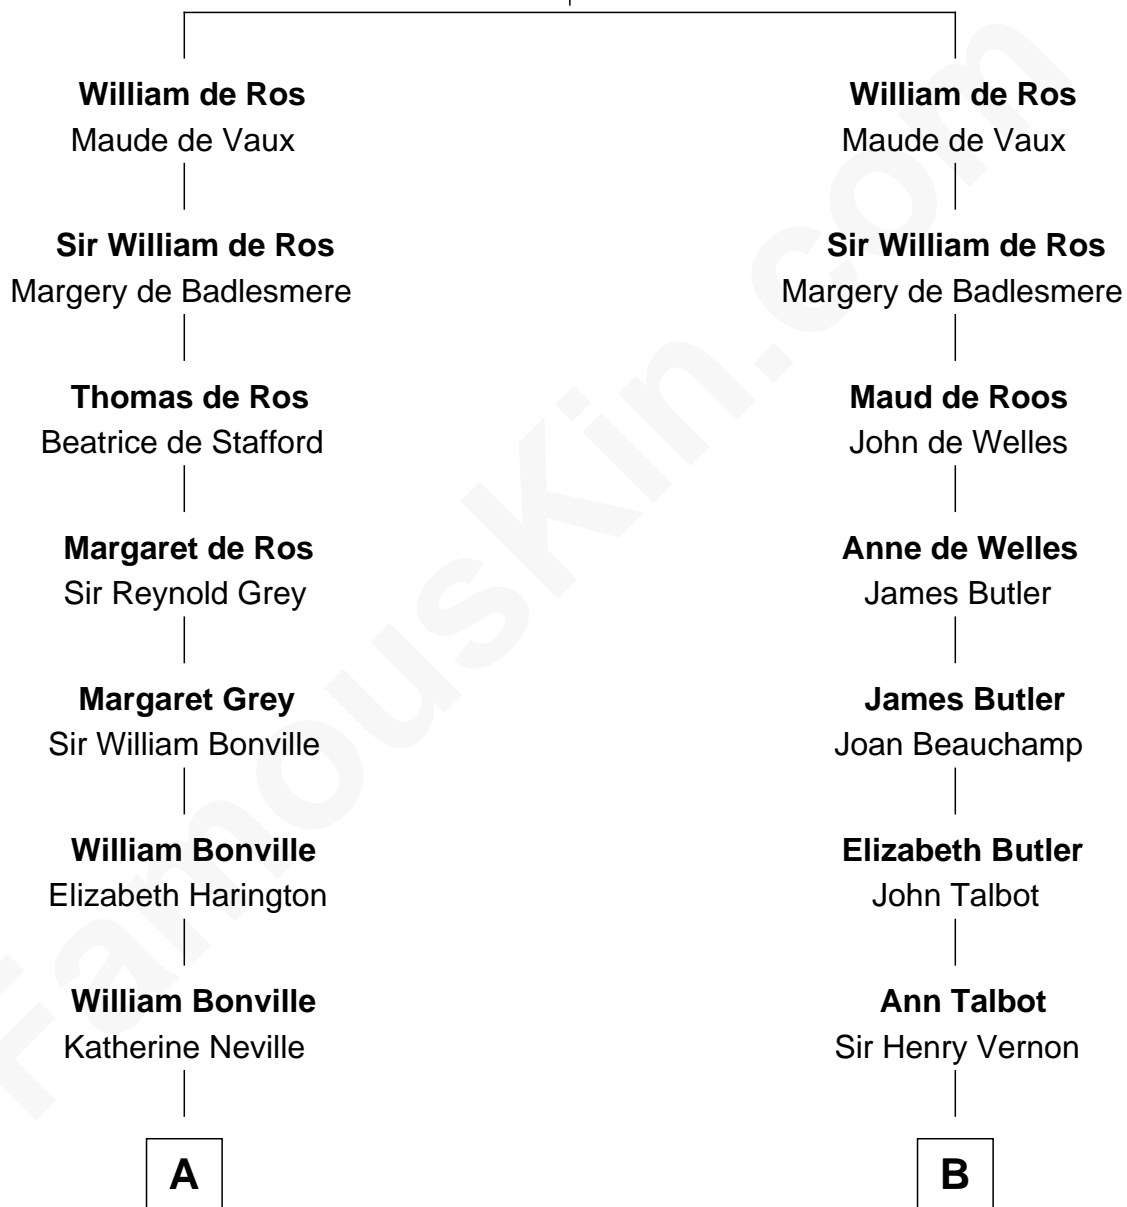 William de Ros
Maude de Vaux
Sir William de Ros
Margery de Badlesmere
Thomas de Ros
Beatrice de Stafford
Margaret de Ros
Sir Reynold Grey
Margaret Grey
Sir William Bonville
William Bonville
Elizabeth Harington
William Bonville
Katherine Neville
A
William de Ros
Maude de Vaux
Sir William de Ros
Margery de Badlesmere
Maud de Roos
John de Welles
Anne de Welles
James Butler
James Butler
Joan Beauchamp
Elizabeth Butler
John Talbot
Ann Talbot
Sir Henry Vernon
B
FamousKin.com